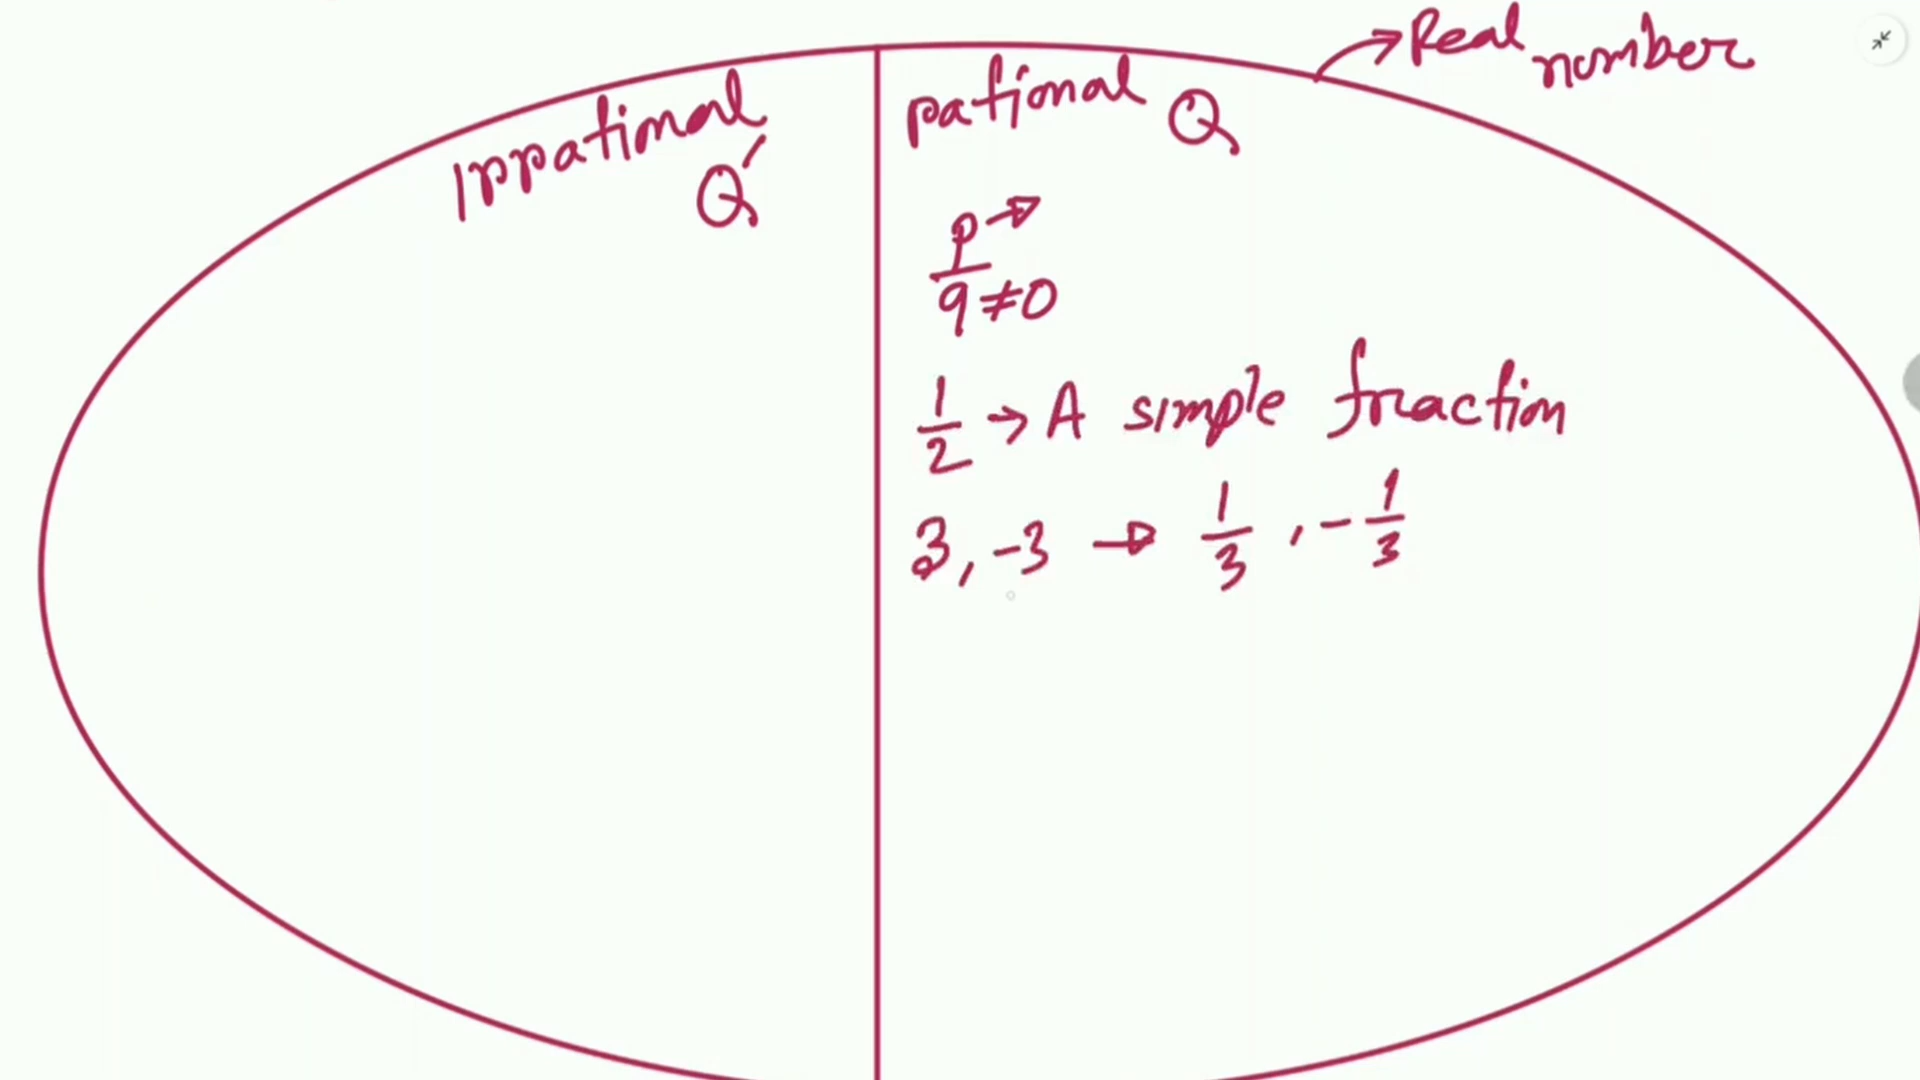 Real number
Irrational
Q′
rational Q
p →
q ≠ 0
1/2 → A simple fraction
3, -3 → 1/3, -1/3